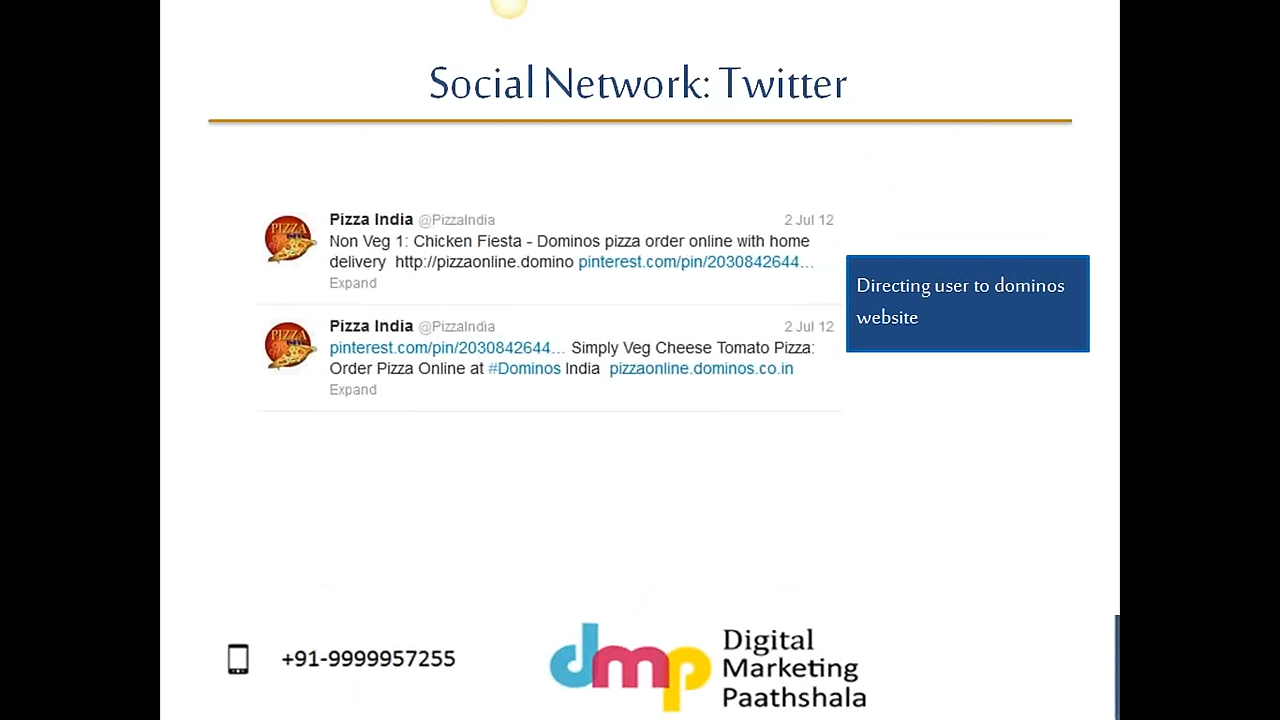 Social Network: Twitter
Pizza India @PizzaIndia 2 Jul 12
Non Veg 1: Chicken Fiesta - Dominos pizza order online with home
delivery http://pizzaonline.domino pinterest.com/pin/2030842644…
Expand
Directing user to dominos
website
Pizza India @PizzaIndia 2 Jul 12
pinterest.com/pin/2030842644… Simply Veg Cheese Tomato Pizza:
Order Pizza Online at #Dominos India pizzaonline.dominos.co.in
Expand
+91-9999957255
dmp
Digital
Marketing
Paathshala